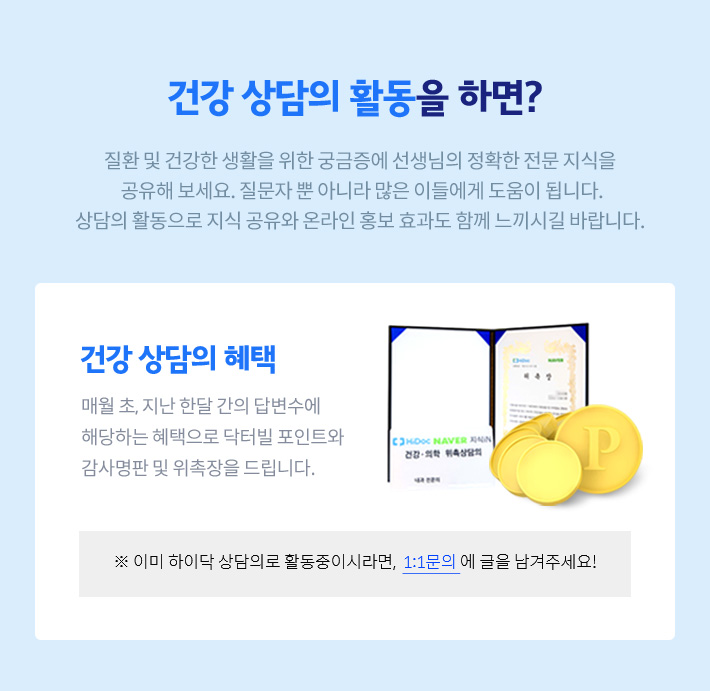 건강 상담의 활동을 하면?
질환 및 건강한 생활을 위한 궁금증에 선생님의 정확한 전문 지식을
공유해 보세요. 질문자 뿐 아니라 많은 이들에게 도움이 됩니다.
상담의 활동으로 지식 공유와 온라인 홍보 효과도 함께 느끼시길 바랍니다.
건강 상담의 혜택
매월 초, 지난 한달 간의 답변수에
해당하는 혜택으로 닥터빌 포인트와
감사명판 및 위촉장을 드립니다.
HiDoc NAVER
위 촉 장
HiDoc NAVER 지식iN
건강·의학 위촉상담의
내과 전문의
P
※ 이미 하이닥 상담의로 활동중이시라면, 1:1문의 에 글을 남겨주세요!